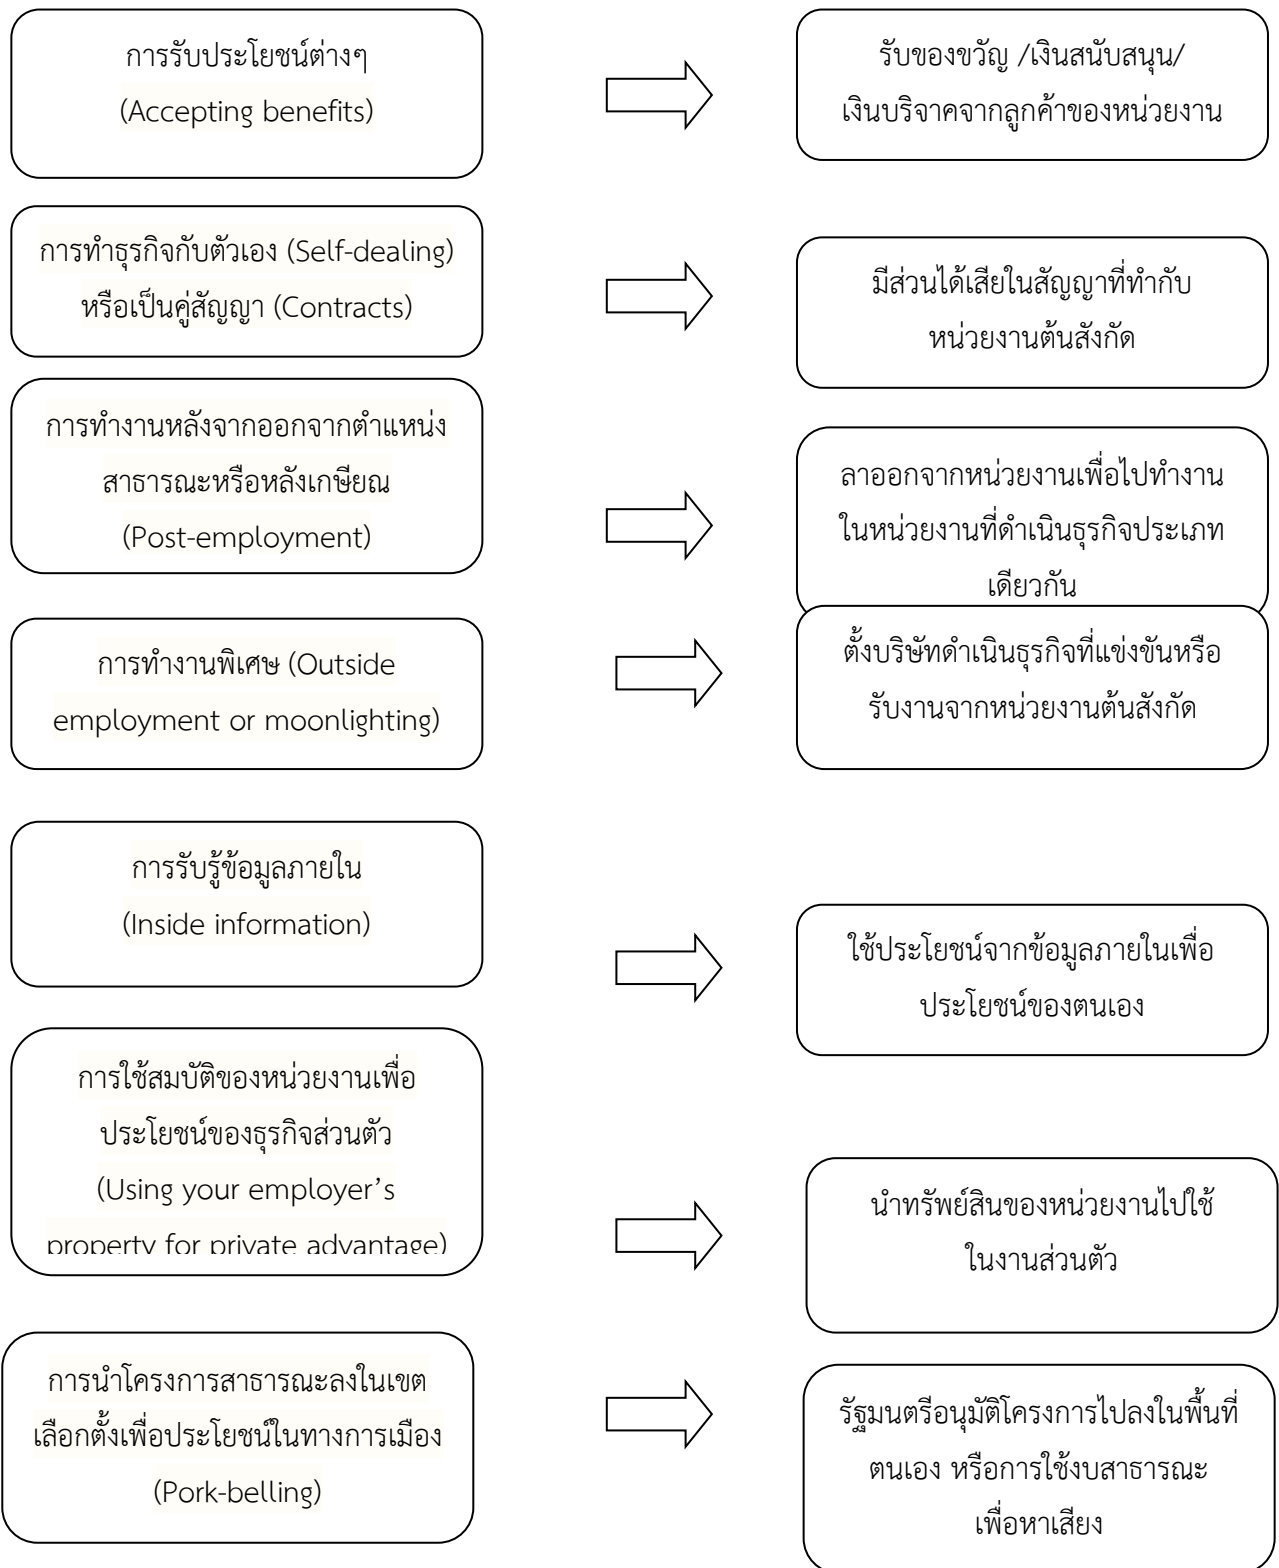 การรับประโยชน์ต่างๆ
(Accepting benefits)
รับของขวัญ /เงินสนับสนุน/
เงินบริจาคจากลูกค้าของหน่วยงาน
การทำธุรกิจกับตัวเอง (Self-dealing)
หรือเป็นคู่สัญญา (Contracts)
มีส่วนได้เสียในสัญญาที่ทำกับ
หน่วยงานต้นสังกัด
การทำงานหลังจากออกจากตำแหน่ง
สาธารณะหรือหลังเกษียณ
(Post-employment)
ลาออกจากหน่วยงานเพื่อไปทำงาน
ในหน่วยงานที่ดำเนินธุรกิจประเภท
เดียวกัน
การทำงานพิเศษ (Outside
employment or moonlighting)
ตั้งบริษัทดำเนินธุรกิจที่แข่งขันหรือ
รับงานจากหน่วยงานต้นสังกัด
การรับรู้ข้อมูลภายใน
(Inside information)
ใช้ประโยชน์จากข้อมูลภายในเพื่อ
ประโยชน์ของตนเอง
การใช้สมบัติของหน่วยงานเพื่อ
ประโยชน์ของธุรกิจส่วนตัว
(Using your employer’s
property for private advantage)
นำทรัพย์สินของหน่วยงานไปใช้
ในงานส่วนตัว
การนำโครงการสาธารณะลงในเขต
เลือกตั้งเพื่อประโยชน์ในทางการเมือง
(Pork-belling)
รัฐมนตรีอนุมัติโครงการไปลงในพื้นที่
ตนเอง หรือการใช้งบสาธารณะ
เพื่อหาเสียง